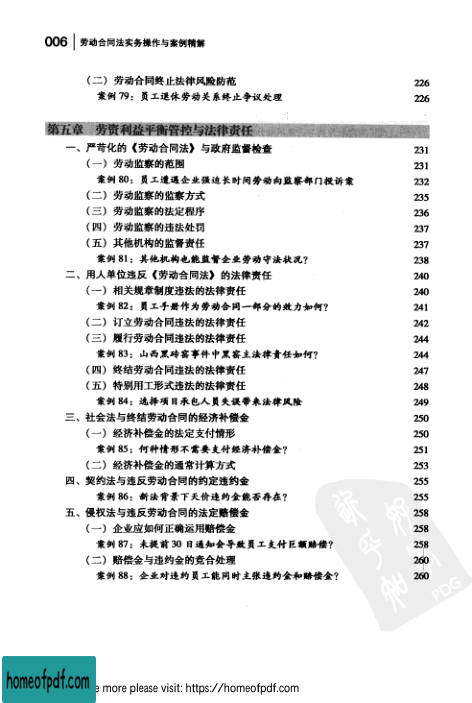 006 劳动合同法实务操作与案例精解
（二）劳动合同终止法律风险防范 226
案例 79：员工退休劳动关系终止争议处理 226
第五章 劳资利益平衡管控与法律责任
一、严苛化的《劳动合同法》与政府监督检查 231
（一）劳动监察的范围 231
案例 80：员工遭遇企业强迫长时间劳动向监察部门投诉案 232
（二）劳动监察的监察方式 235
（三）劳动监察的法定程序 236
（四）劳动监察的违法处罚 237
（五）其他机构的监督责任 237
案例 81：其他机构也能监督企业劳动守法状况？ 238
二、用人单位违反《劳动合同法》的法律责任 240
（一）相关规章制度违法的法律责任 240
案例 82：员工手册作为劳动合同一部分的效力如何？ 241
（二）订立劳动合同违法的法律责任 242
（三）履行劳动合同违法的法律责任 244
案例 83：山西黑砖窑事件中黑窑主法律责任如何？ 244
（四）终结劳动合同违法的法律责任 247
（五）特别用工形式违法的法律责任 248
案例 84：选择项目承包人员失误带来法律风险 249
三、社会法与终结劳动合同的经济补偿金 250
（一）经济补偿金的法定支付情形 250
案例 85：何种情形不需要支付经济补偿金？ 251
（二）经济补偿金的通常计算方式 253
四、契约法与违反劳动合同的约定违约金 255
案例 86：新法背景下天价违约金能否存在？ 255
五、侵权法与违反劳动合同的法定赔偿金 258
（一）企业应如何正确运用赔偿金 258
案例 87：未提前 30 日通知会导致员工支付巨额赔偿？ 258
（二）赔偿金与违约金的竞合处理 260
案例 88：企业对违约员工能同时主张违约金和赔偿金？ 260
PDG
homeofpdf.com
e more please visit: https://homeofpdf.com